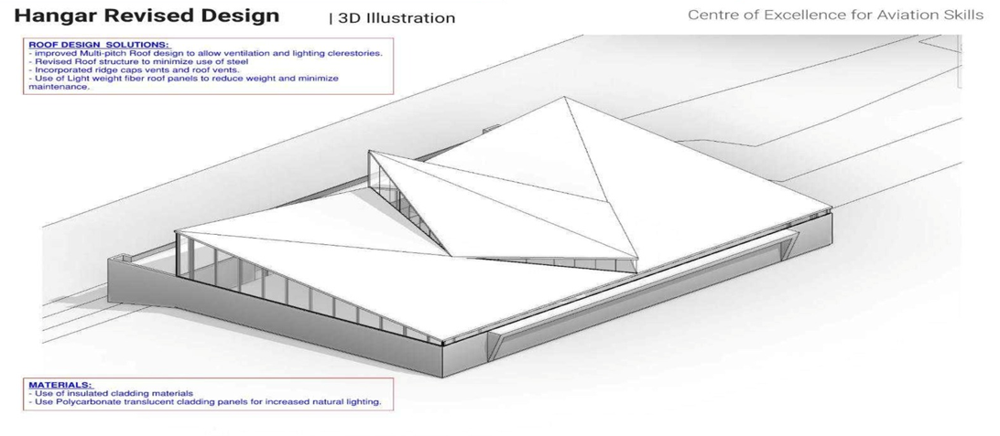 Hangar Revised Design | 3D Illustration
Centre of Excellence for Aviation Skills
ROOF DESIGN SOLUTIONS:
- improved Multi-pitch Roof design to allow ventilation and lighting clerestories.
- Revised Roof structure to minimize use of steel
- Incorporated ridge caps vents and roof vents.
- Use of Light weight fiber roof panels to reduce weight and minimize
maintenance.
MATERIALS:
- Use of insulated cladding materials
- Use Polycarbonate translucent cladding panels for increased natural lighting.